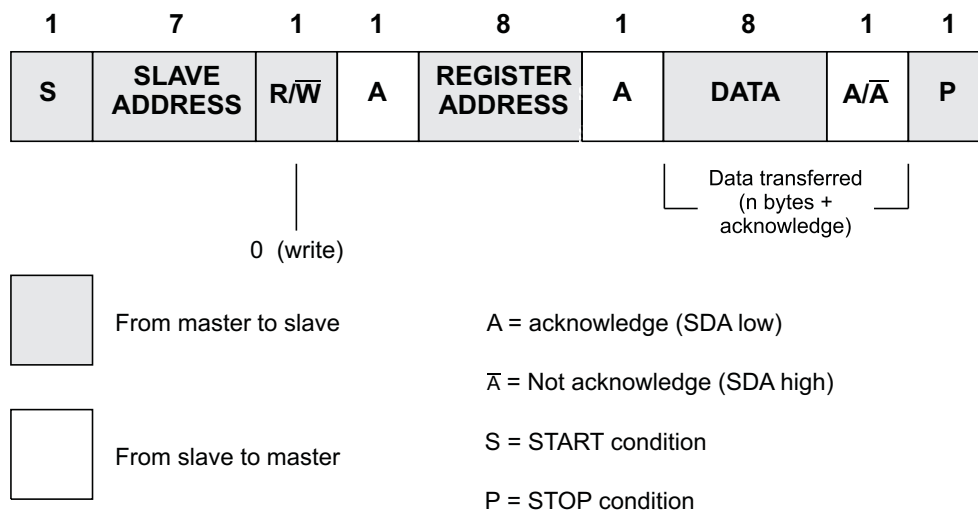 1 7 1 1 8 1 8 1 1
S SLAVE ADDRESS R/W̅ A REGISTER ADDRESS A DATA A/A̅ P
Data transferred
(n bytes +
acknowledge)
0 (write)
From master to slave
A = acknowledge (SDA low)
A̅ = Not acknowledge (SDA high)
From slave to master
S = START condition
P = STOP condition